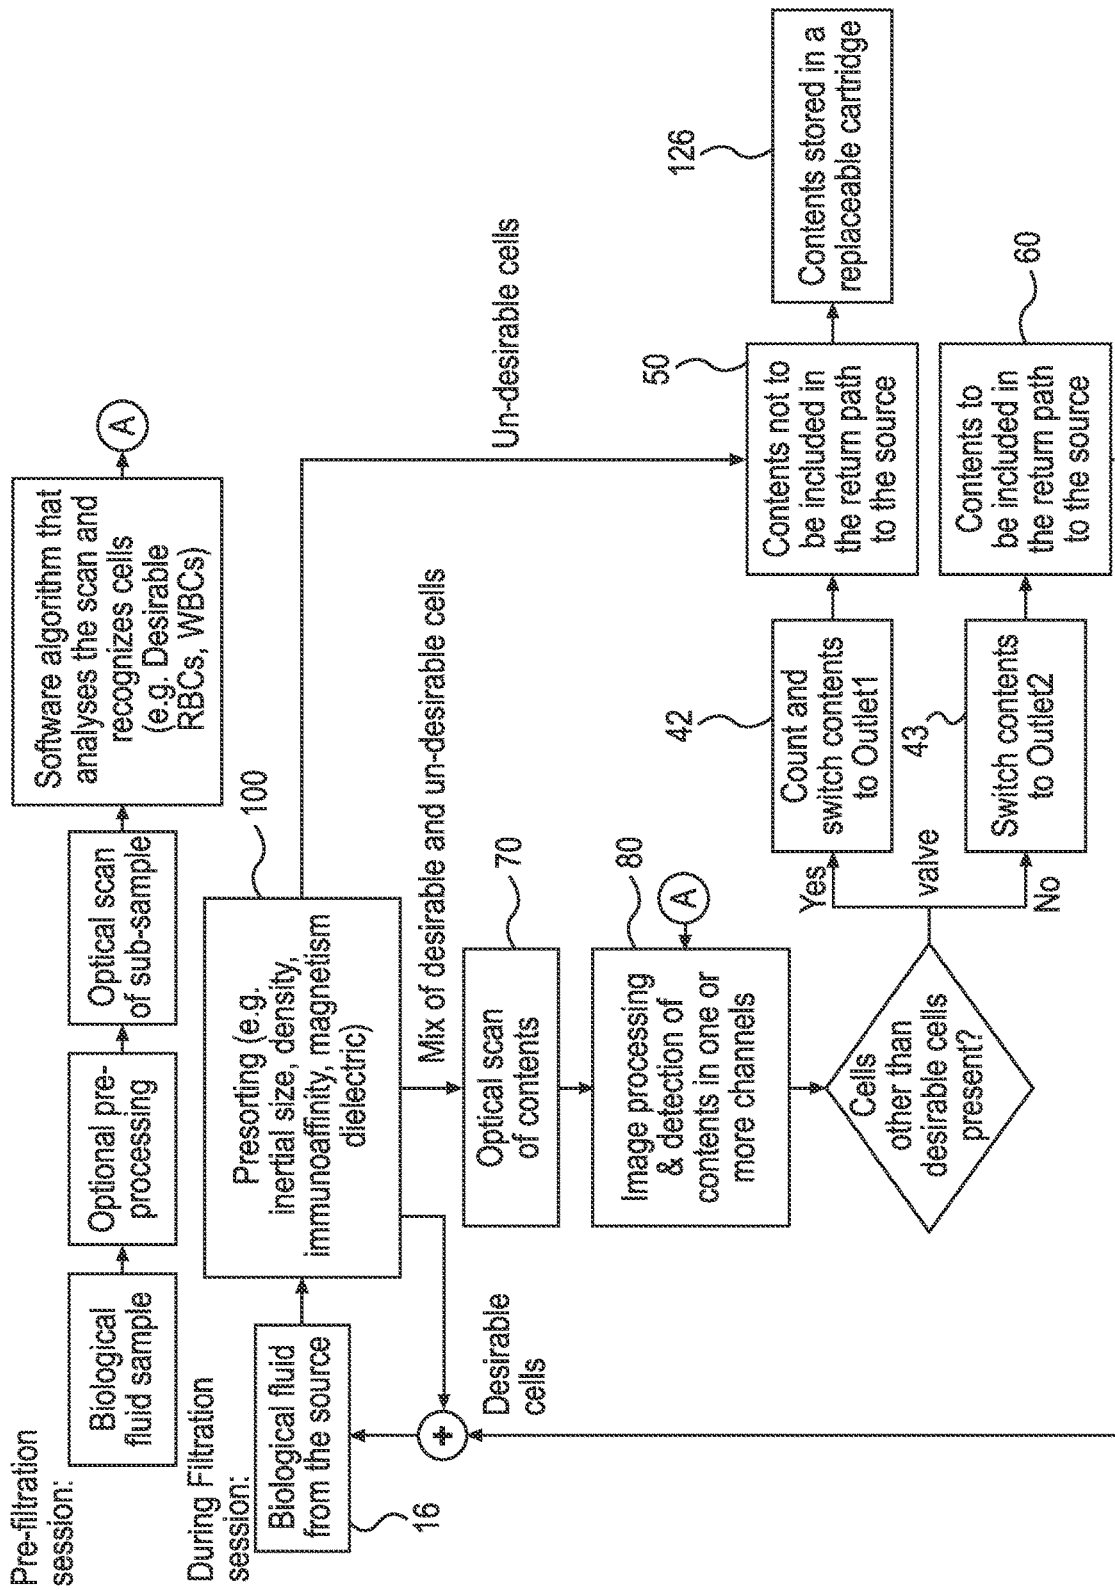 Pre-filtration
session:
Biological
fluid sample
Optional pre-
processing
Optical scan
of sub-sample
Software algorithm that
analyses the scan and
recognizes cells
(e.g. Desirable
RBCs, WBCs)
A
During Filtration
session:
Biological fluid
from the source
16
+
Desirable
cells
Presorting (e.g.
inertial size, density,
immunoaffinity, magnetism
dielectric)
100
Mix of desirable and un-desirable cells
Un-desirable cells
Optical scan
of contents
70
Image processing
& detection of
contents in one or
more channels
80
A
Cells
other than
desirable cells
present?
Yes
valve
No
Count and
switch contents
to Outlet1
42
Switch contents
to Outlet2
43
Contents not to
be included in
the return path
to the source
50
Contents to
be included in
the return path
to the source
60
Contents stored in a
replaceable cartridge
126